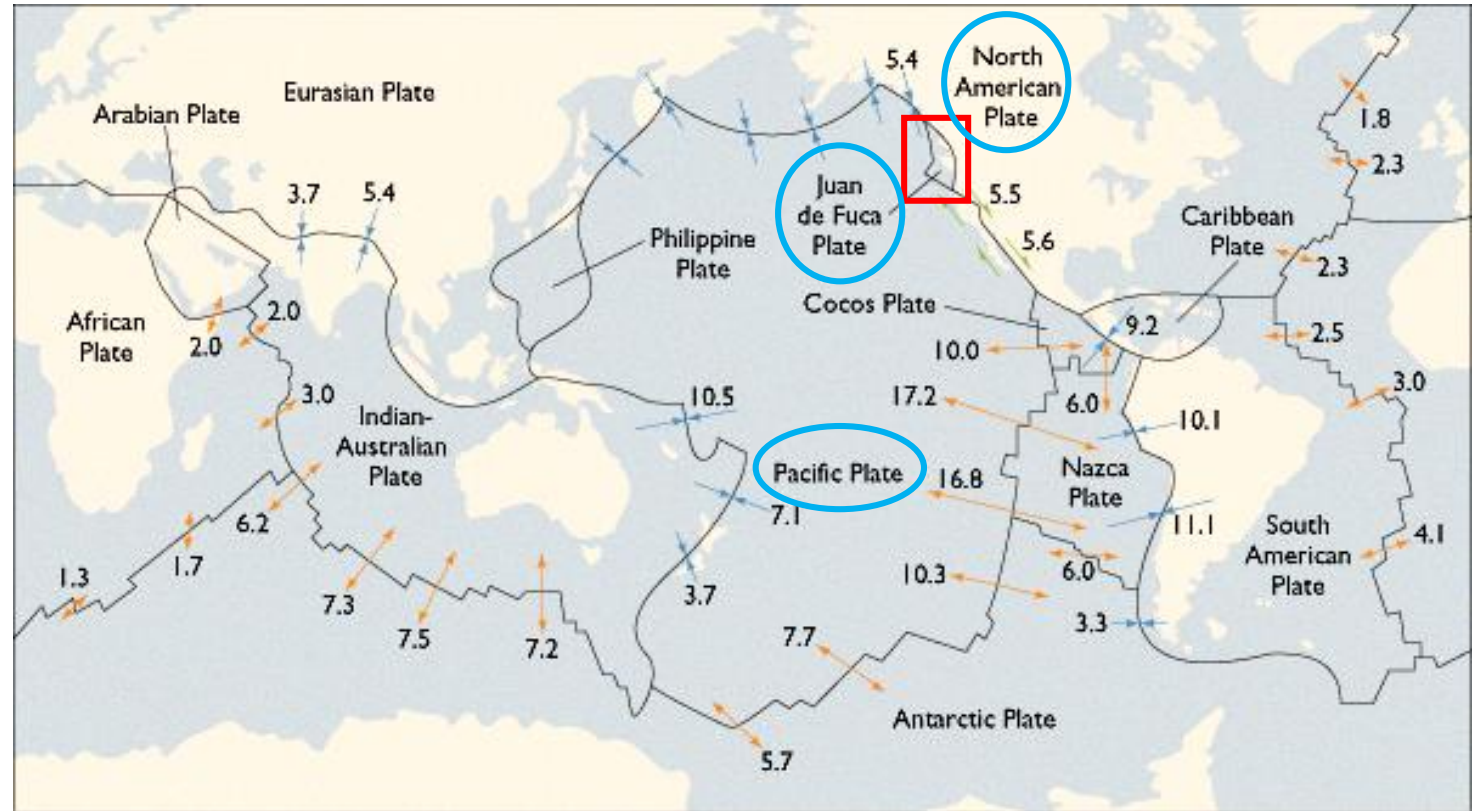 Eurasian Plate
Arabian Plate
3.7
5.4
African
Plate
2.0
2.0
3.0
Indian-
Australian
Plate
6.2
1.7
1.3
7.3
7.5
7.2
Philippine
Plate
10.5
7.1
3.7
Pacific Plate
5.4
North
American
Plate
Juan
de Fuca
Plate
5.5
5.6
Cocos Plate
Caribbean
Plate
9.2
10.0
17.2
6.0
16.8
Nazca
Plate
10.1
11.1
10.3
6.0
3.3
7.7
5.7
Antarctic Plate
South
American
Plate
1.8
2.3
2.3
2.5
3.0
4.1